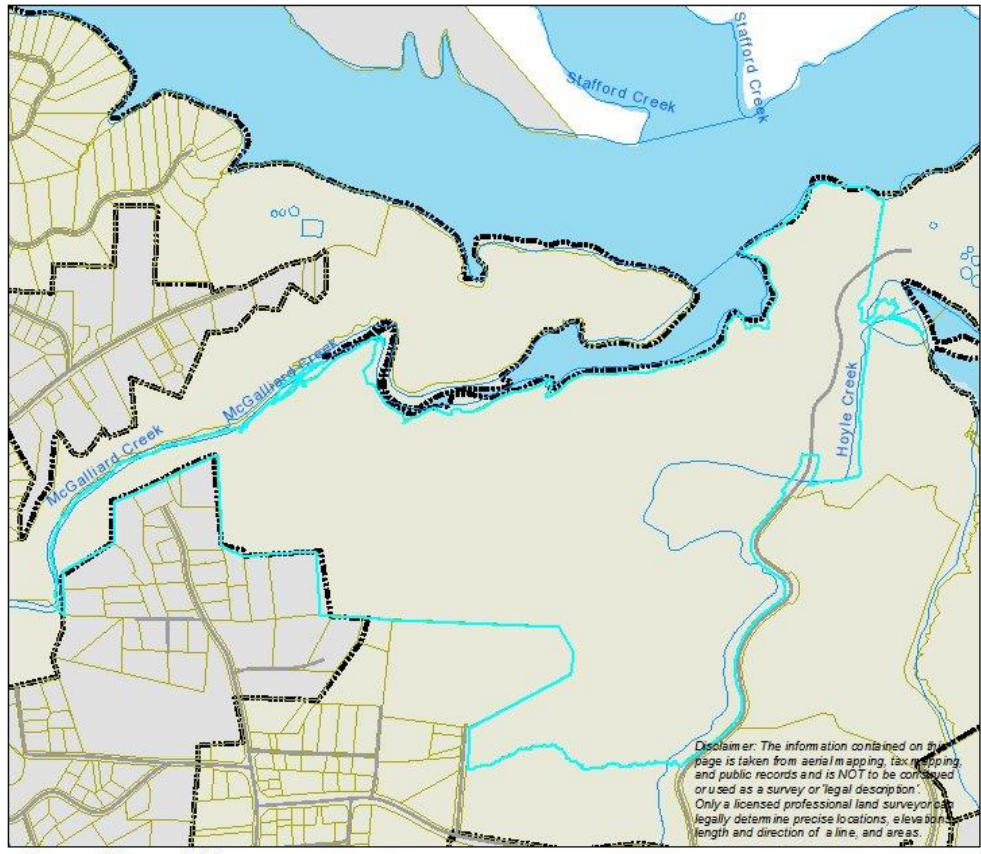 Stafford Creek
Stafford Creek
McGalliard Creek
McGalliard Creek
Hoyle Creek
Disclaimer: The information contained on this
page is taken from aerial mapping, tax mapping,
and public records and is NOT to be construed
or used as a survey or 'legal description'.
Only a licensed professional land surveyor can
legally determine precise locations, elevations,
length and direction of a line, and areas.